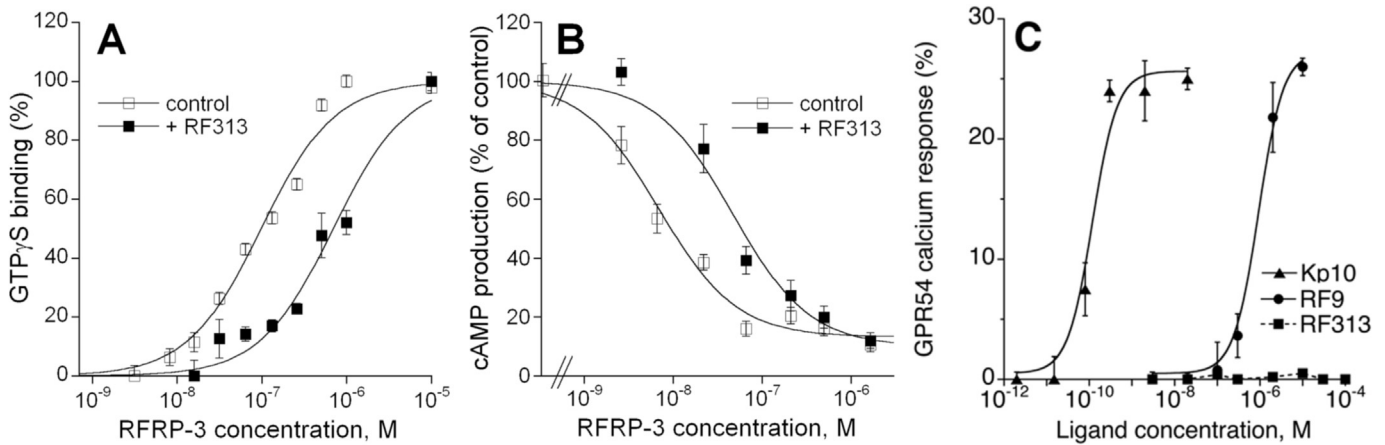 A
GTPγS binding (%)
120
100
80
60
40
20
0
control
+ RF313
10⁻⁹ 10⁻⁸ 10⁻⁷ 10⁻⁶ 10⁻⁵
RFRP-3 concentration, M
B
cAMP production (% of control)
120
100
80
60
40
20
0
control
+ RF313
10⁻⁹ 10⁻⁸ 10⁻⁷ 10⁻⁶
RFRP-3 concentration, M
C
GPR54 calcium response (%)
30
20
10
0
Kp10
RF9
RF313
10⁻¹² 10⁻¹⁰ 10⁻⁸ 10⁻⁶ 10⁻⁴
Ligand concentration, M